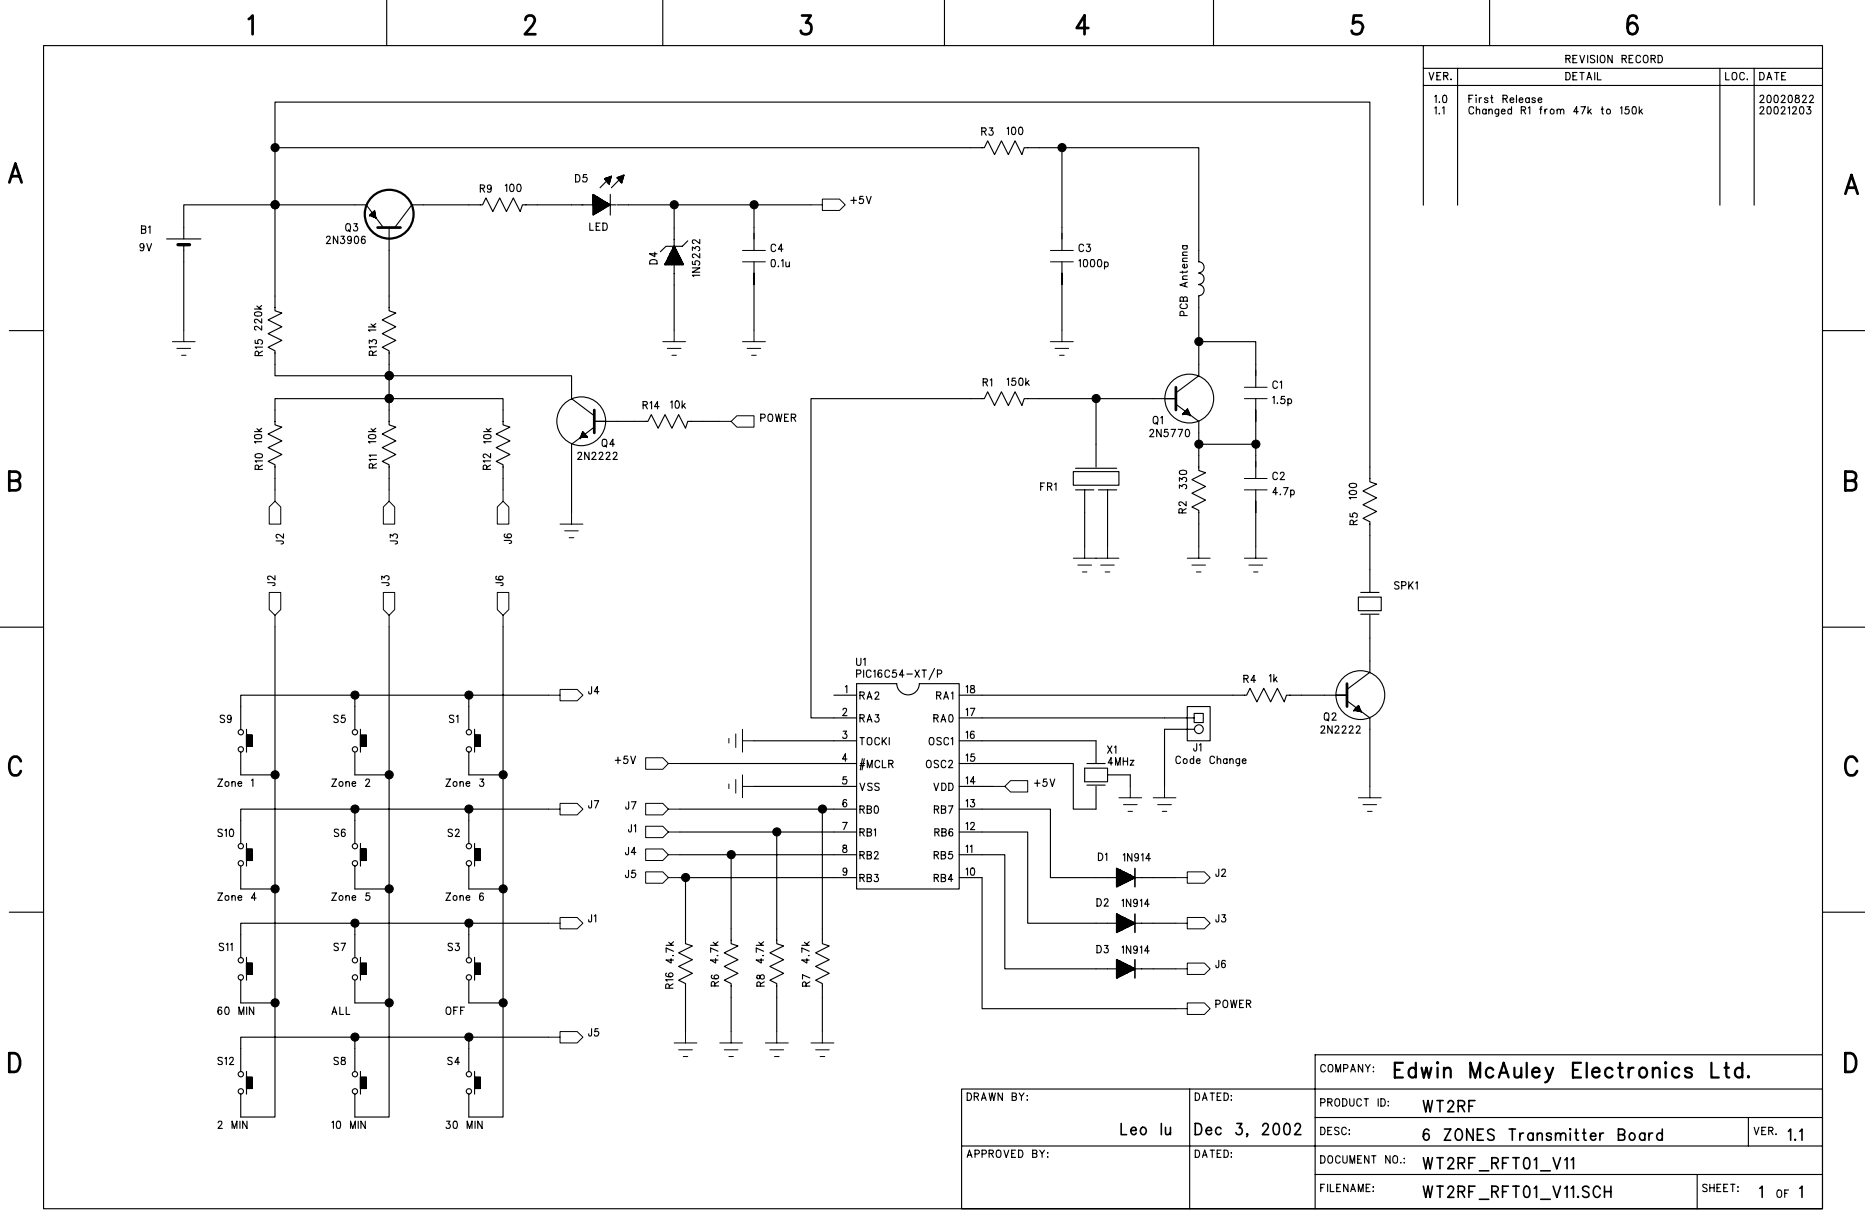 1 2 3 4 5 6
REVISION RECORD
VER. DETAIL LOC. DATE
1.0 First Release 20020822
1.1 Changed R1 from 47k to 150k 20021203
A
A
B
B
C
C
D
D
R3 100
D5
R9 100
LED
+5V
B1
9V
Q3
2N3906
D4
1N5232
C4
0.1u
C3
1000p
PCB Antenna
R15 220k
R13 1k
R1 150k
C1
1.5p
R14 10k
POWER
Q1
2N5770
Q4
2N2222
R10 10k
R11 10k
R12 10k
FR1
R2 330
C2
4.7p
R5 100
J2
J3
J6
J2
J3
J6
SPK1
U1
PIC16C54-XT/P
1 RA2
2 RA3
3 TOCKI
4 #MCLR
5 VSS
6 RB0
7 RB1
8 RB2
9 RB3
RA1 18
RA0 17
OSC1 16
OSC2 15
VDD 14
RB7 13
RB6 12
RB5 11
RB4 10
R4 1k
Q2
2N2222
J1
Code Change
X1
4MHz
+5V
+5V
J7
J1
J4
J5
J4
S9
S5
S1
Zone 1
Zone 2
Zone 3
J7
S10
S6
S2
Zone 4
Zone 5
Zone 6
J1
S11
S7
S3
60 MIN
ALL
OFF
J5
S12
S8
S4
2 MIN
10 MIN
30 MIN
R16 4.7k
R6 4.7k
R8 4.7k
R7 4.7k
D1 1N914
J2
D2 1N914
J3
D3 1N914
J6
POWER
COMPANY: Edwin McAuley Electronics Ltd.
DRAWN BY:
Leo lu
DATED:
Dec 3, 2002
PRODUCT ID: WT2RF
DESC: 6 ZONES Transmitter Board VER. 1.1
APPROVED BY:
DATED:
DOCUMENT NO.: WT2RF_RFT01_V11
FILENAME: WT2RF_RFT01_V11.SCH SHEET: 1 OF 1